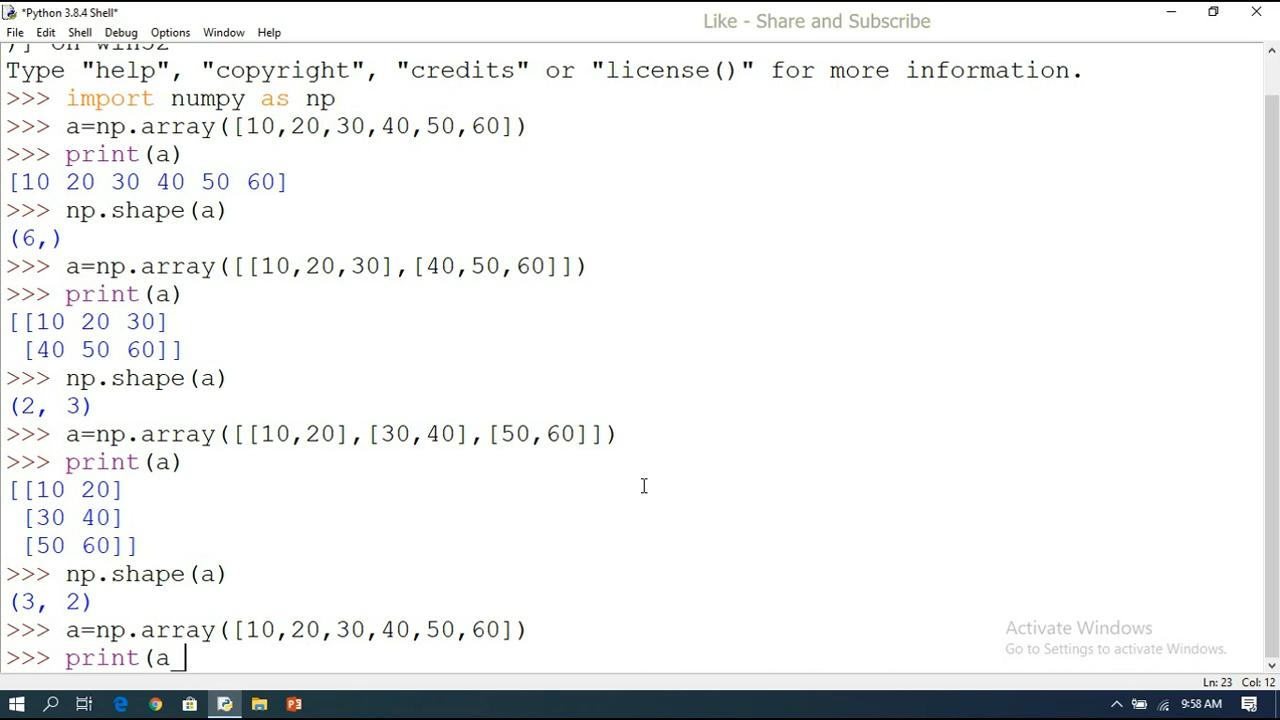 *Python 3.8.4 Shell*
Like - Share and Subscribe
File Edit Shell Debug Options Window Help
)] on win32
Type "help", "copyright", "credits" or "license()" for more information.
>>> import numpy as np
>>> a=np.array([10,20,30,40,50,60])
>>> print(a)
[10 20 30 40 50 60]
>>> np.shape(a)
(6,)
>>> a=np.array([[10,20,30],[40,50,60]])
>>> print(a)
[[10 20 30]
 [40 50 60]]
>>> np.shape(a)
(2, 3)
>>> a=np.array([[10,20],[30,40],[50,60]])
>>> print(a)
[[10 20]
 [30 40]
 [50 60]]
>>> np.shape(a)
(3, 2)
>>> a=np.array([10,20,30,40,50,60])
>>> print(a_
Activate Windows
Go to Settings to activate Windows.
Ln: 23 Col: 12
9:58 AM